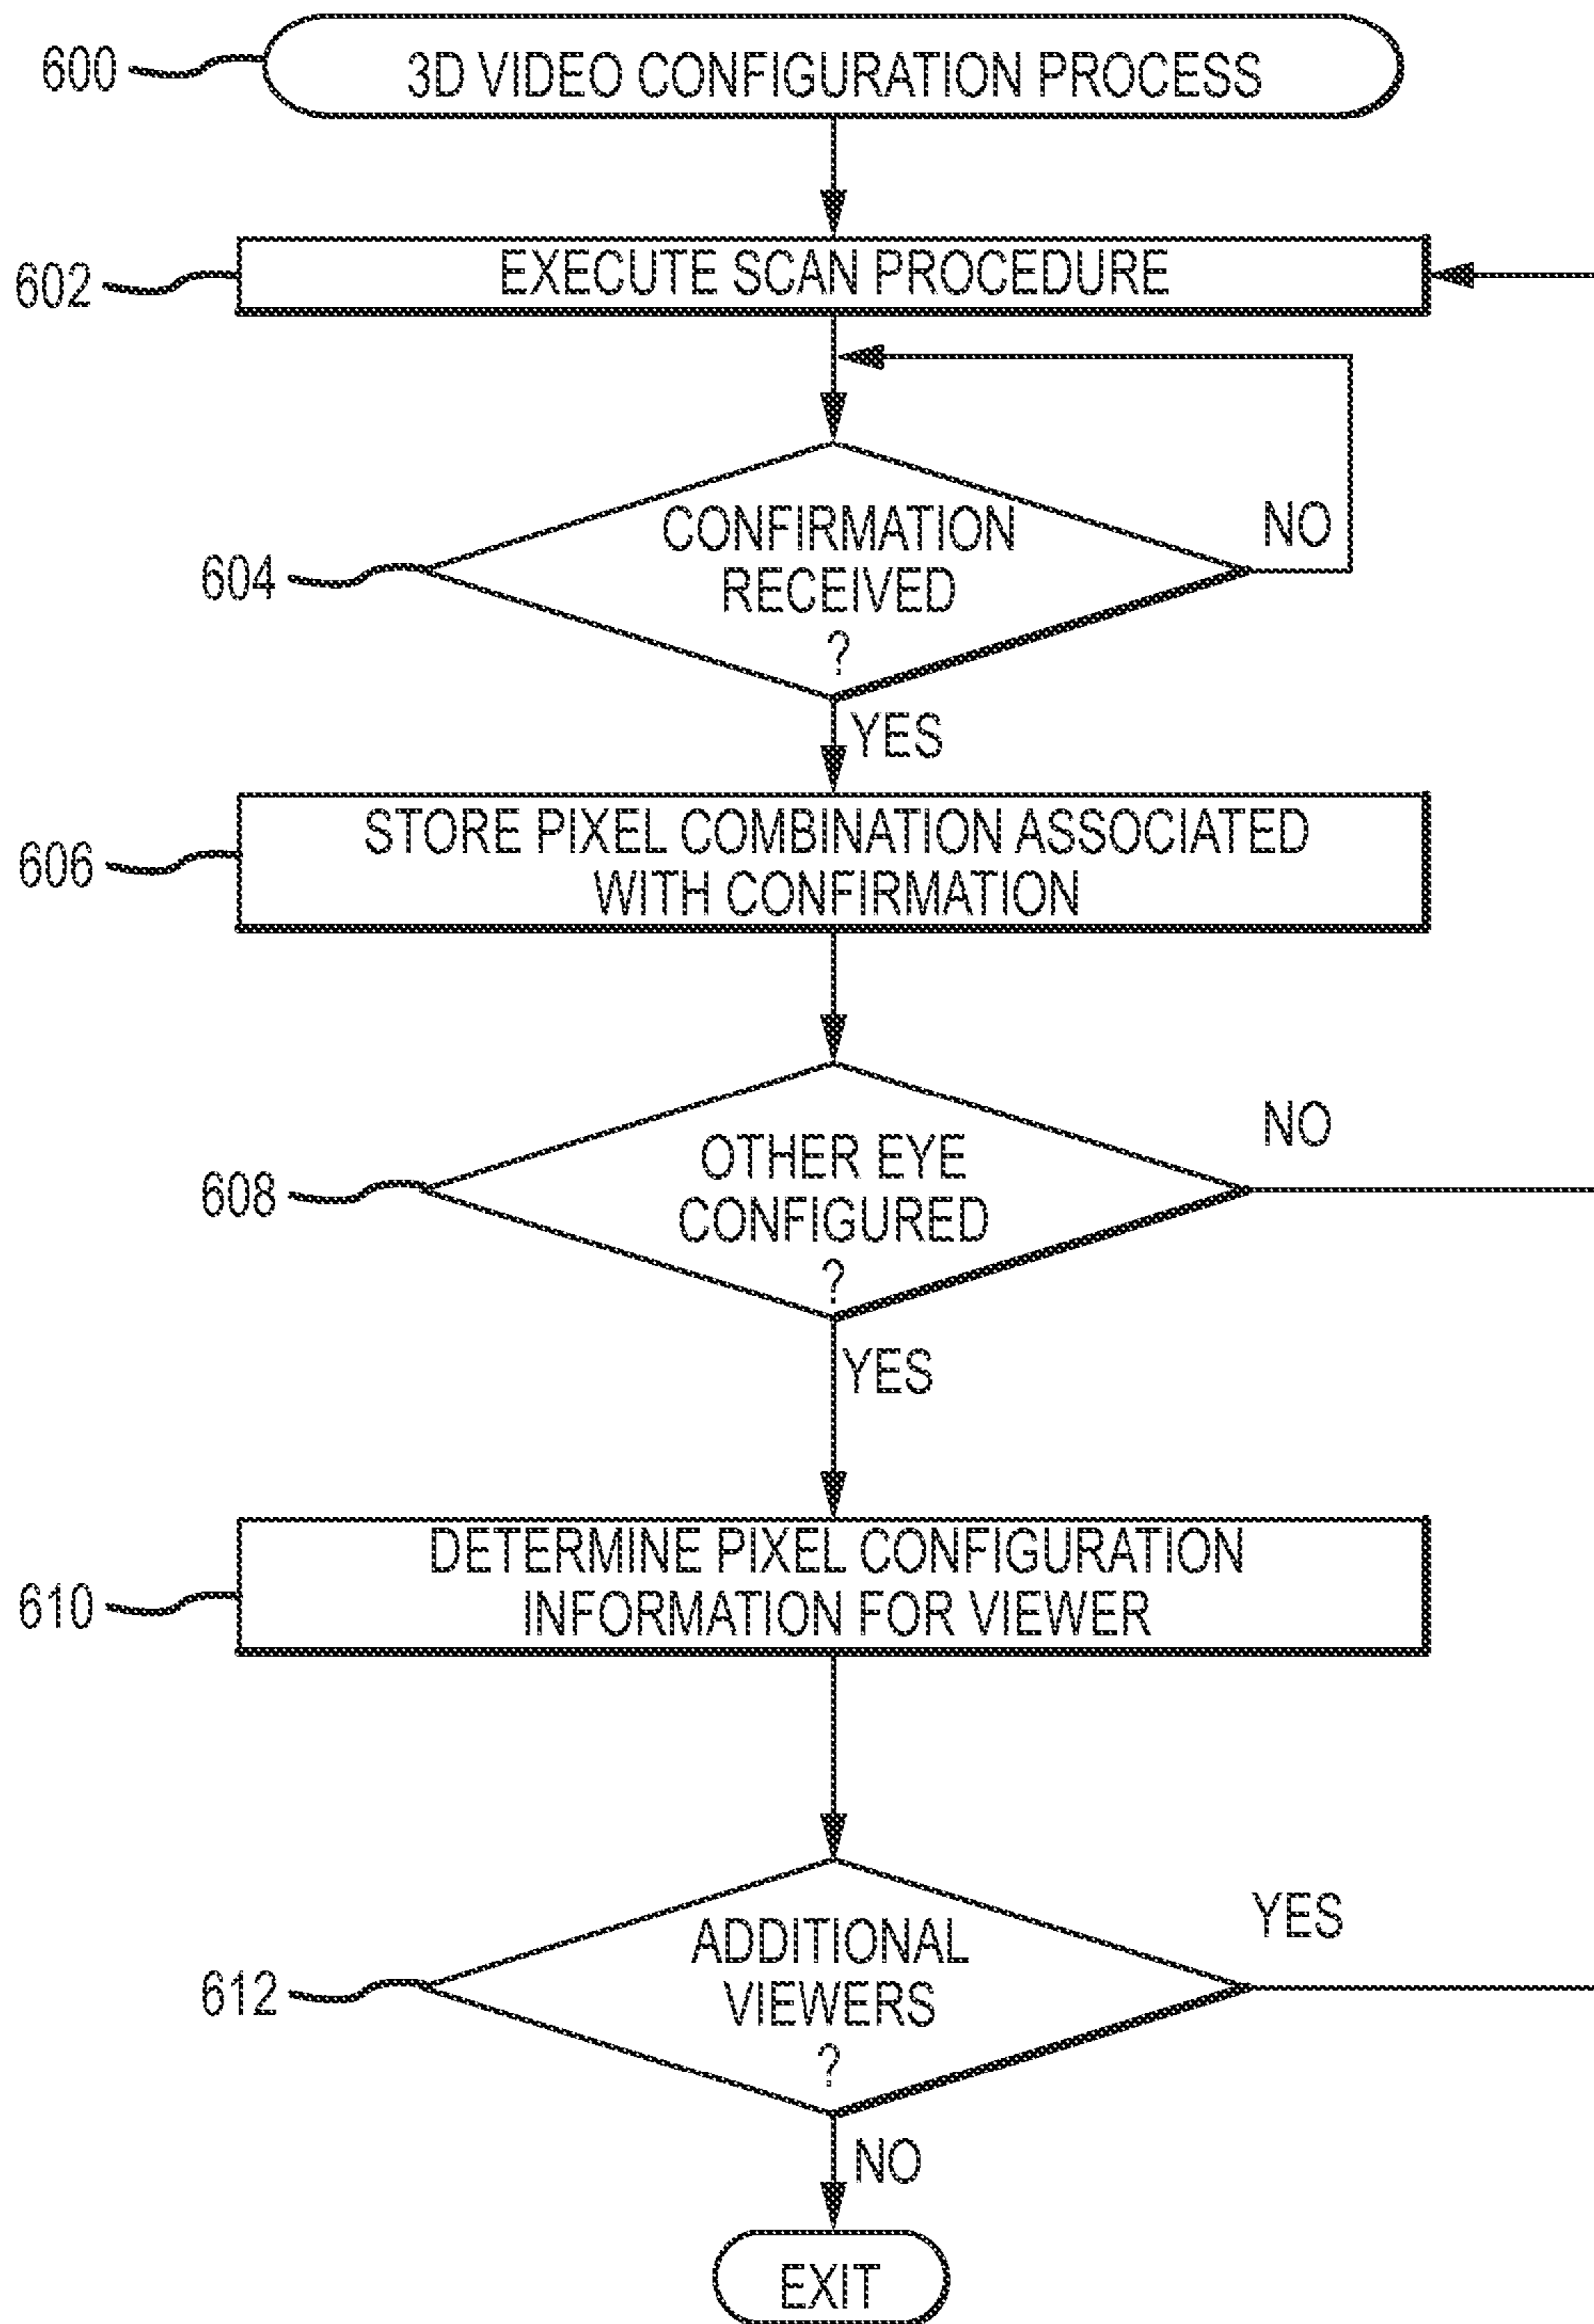 600
3D VIDEO CONFIGURATION PROCESS
602
EXECUTE SCAN PROCEDURE
604
CONFIRMATION
RECEIVED
?
NO
YES
606
STORE PIXEL COMBINATION ASSOCIATED
WITH CONFIRMATION
608
OTHER EYE
CONFIGURED
?
NO
YES
610
DETERMINE PIXEL CONFIGURATION
INFORMATION FOR VIEWER
612
ADDITIONAL
VIEWERS
?
YES
NO
EXIT